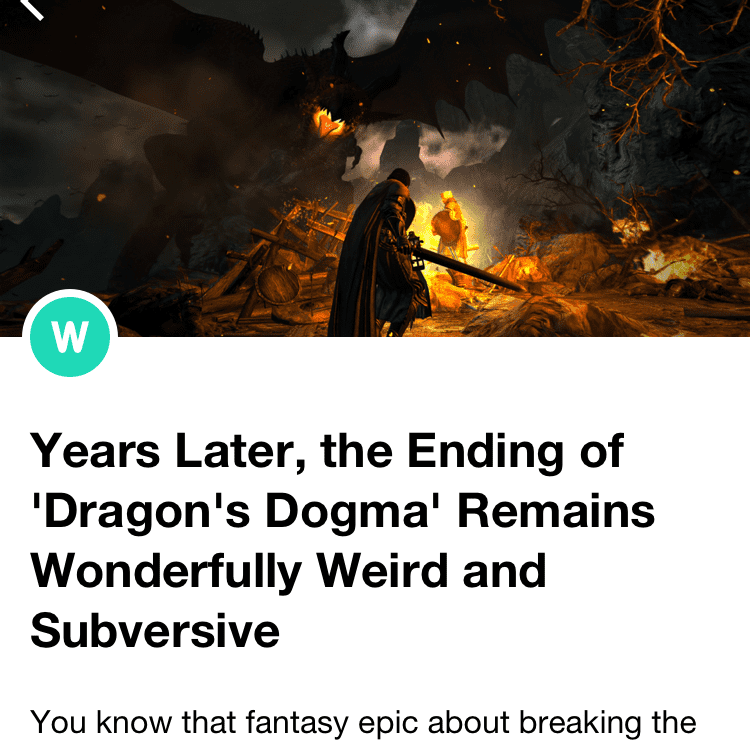 W
Years Later, the Ending of
'Dragon's Dogma' Remains
Wonderfully Weird and
Subversive
You know that fantasy epic about breaking the